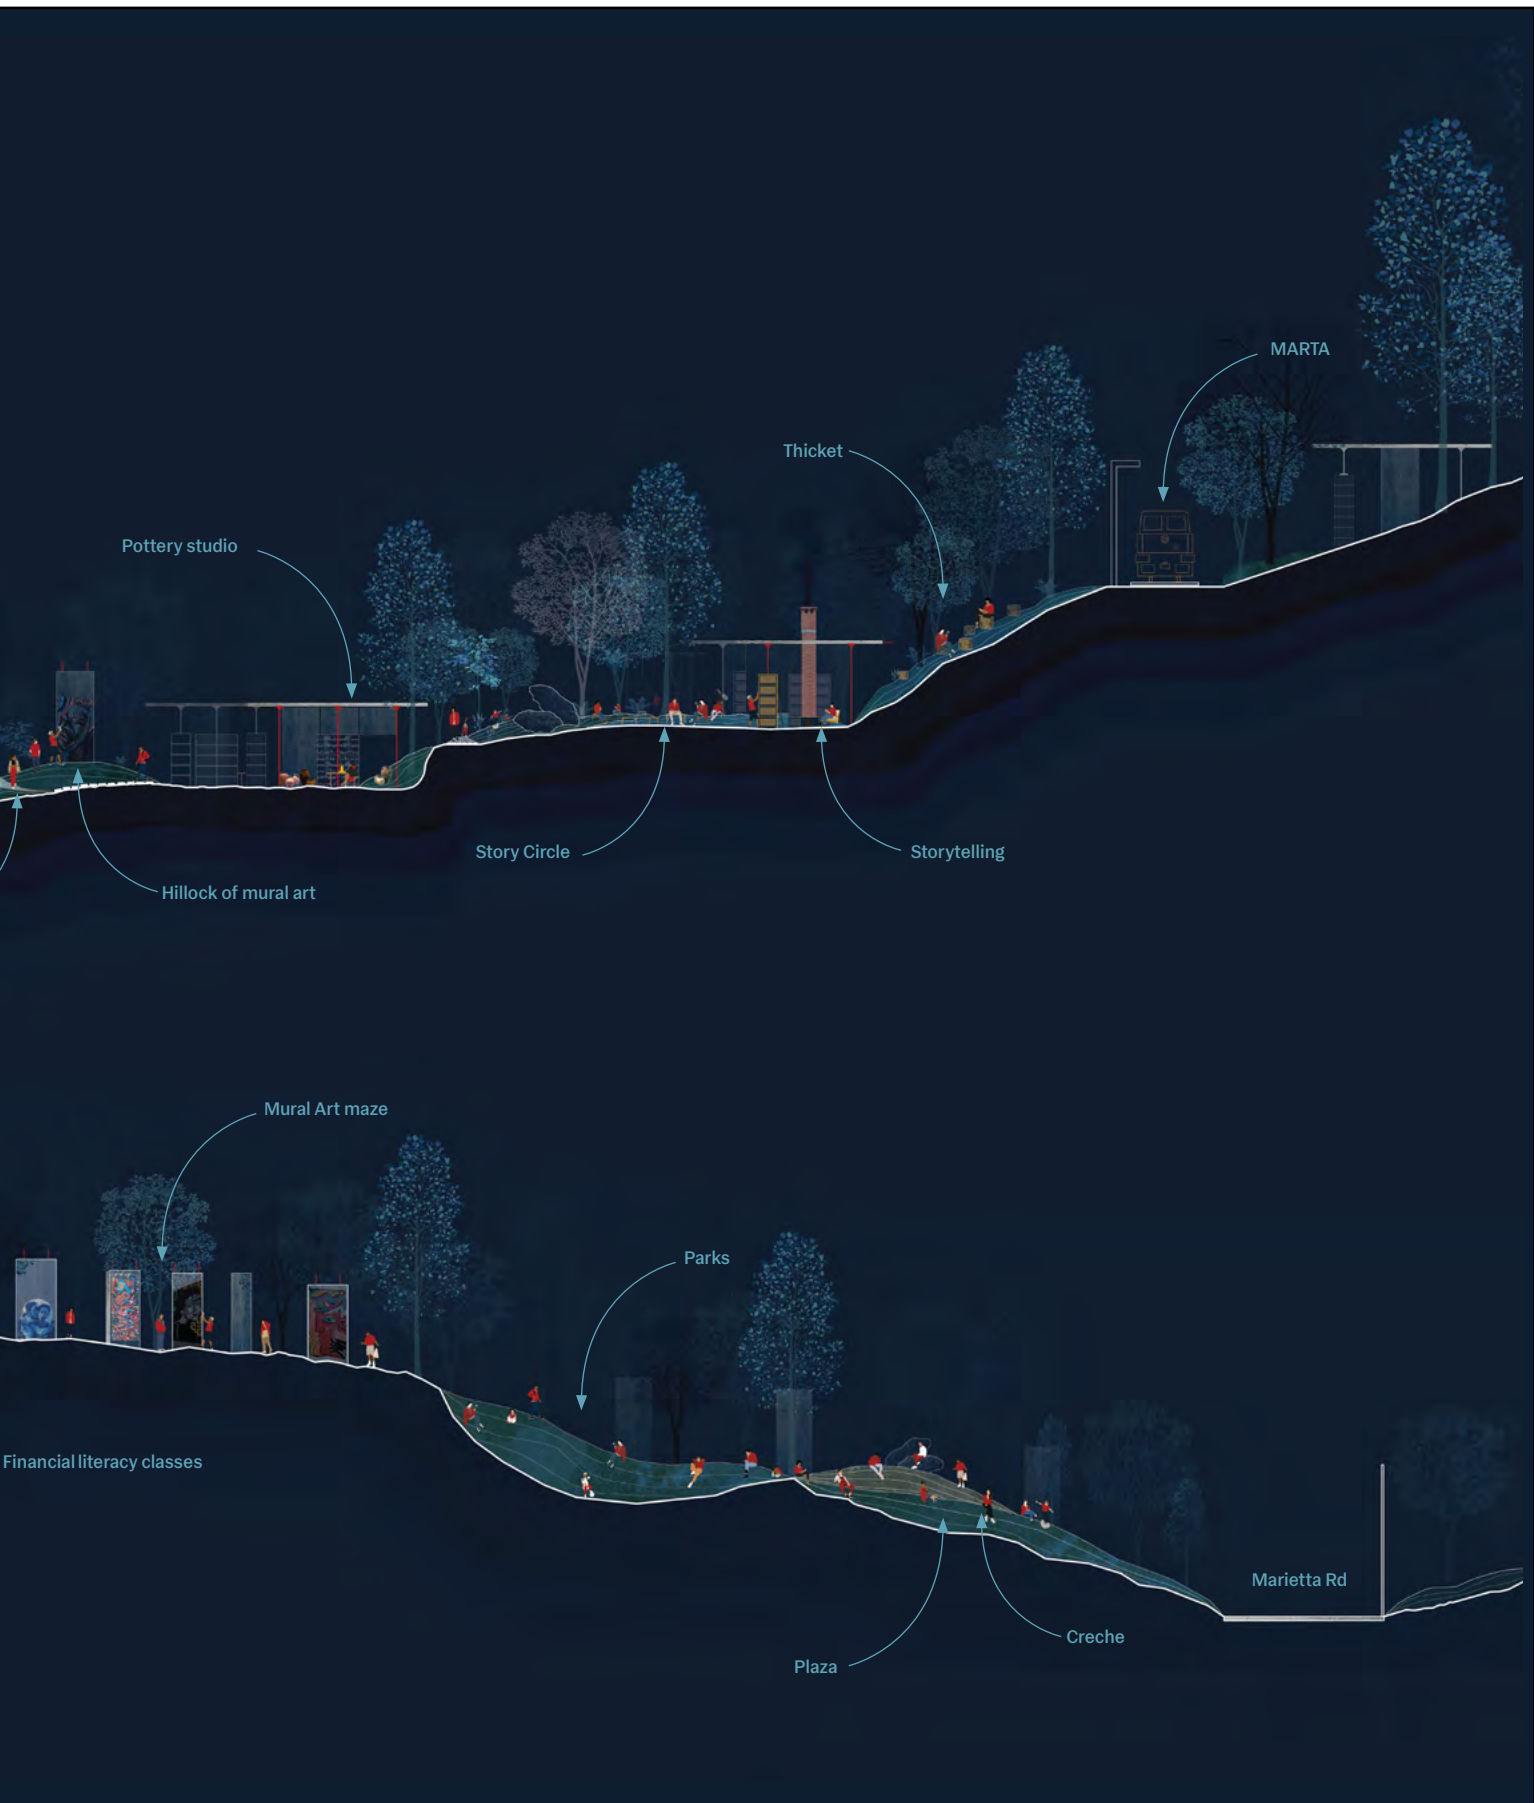 MARTA
Thicket
Pottery studio
Story Circle
Storytelling
Hillock of mural art
Mural Art maze
Parks
Financial literacy classes
Marietta Rd
Creche
Plaza